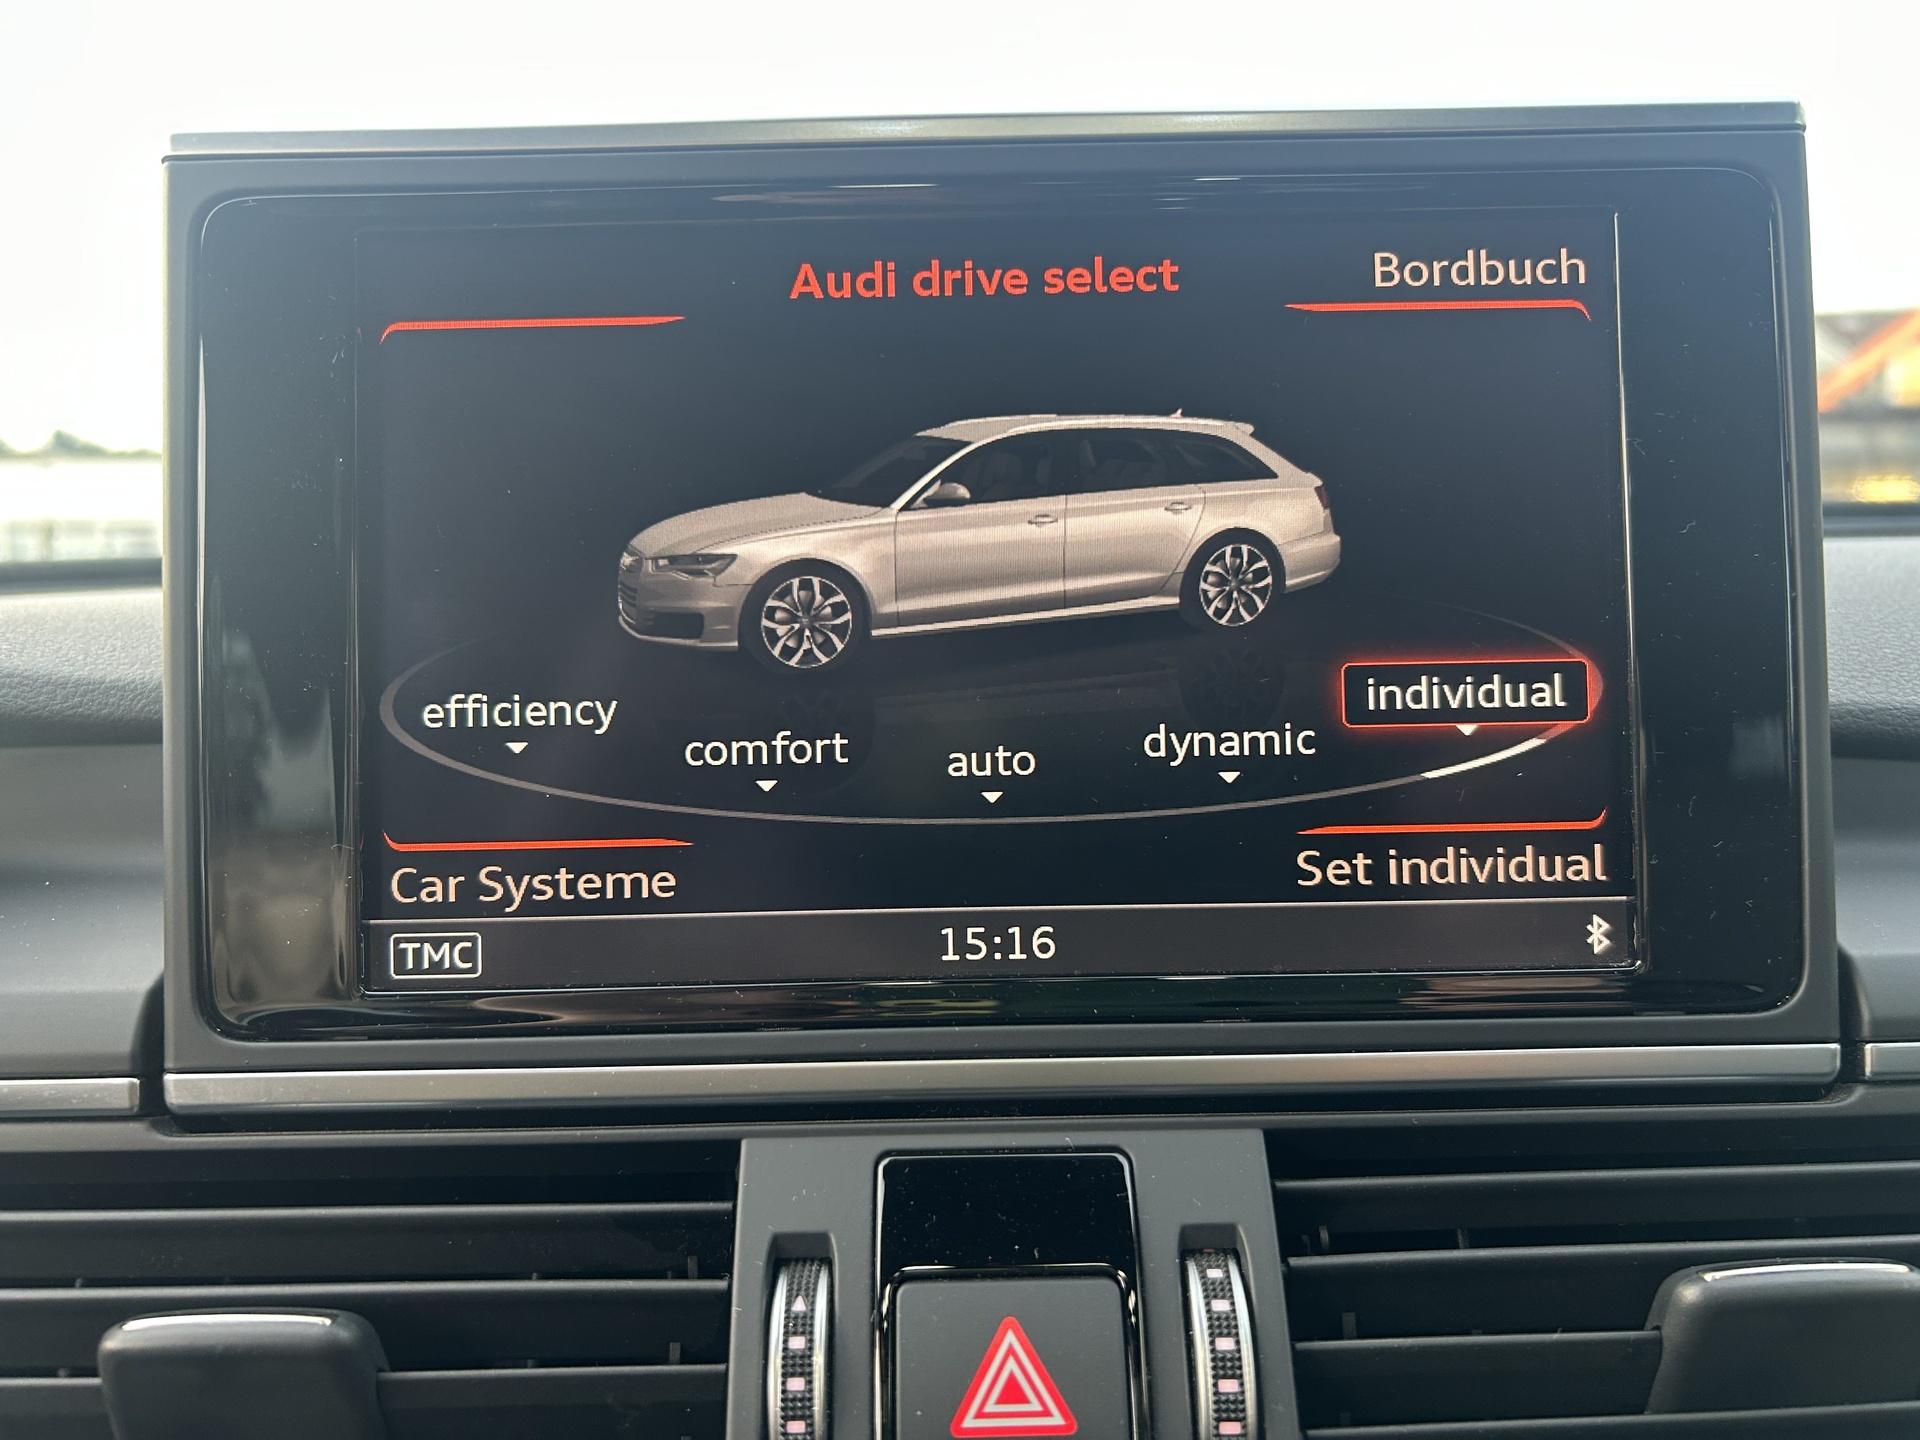 Audi drive select
Bordbuch
efficiency
comfort
auto
dynamic
individual
Car Systeme
Set individual
TMC
15:16